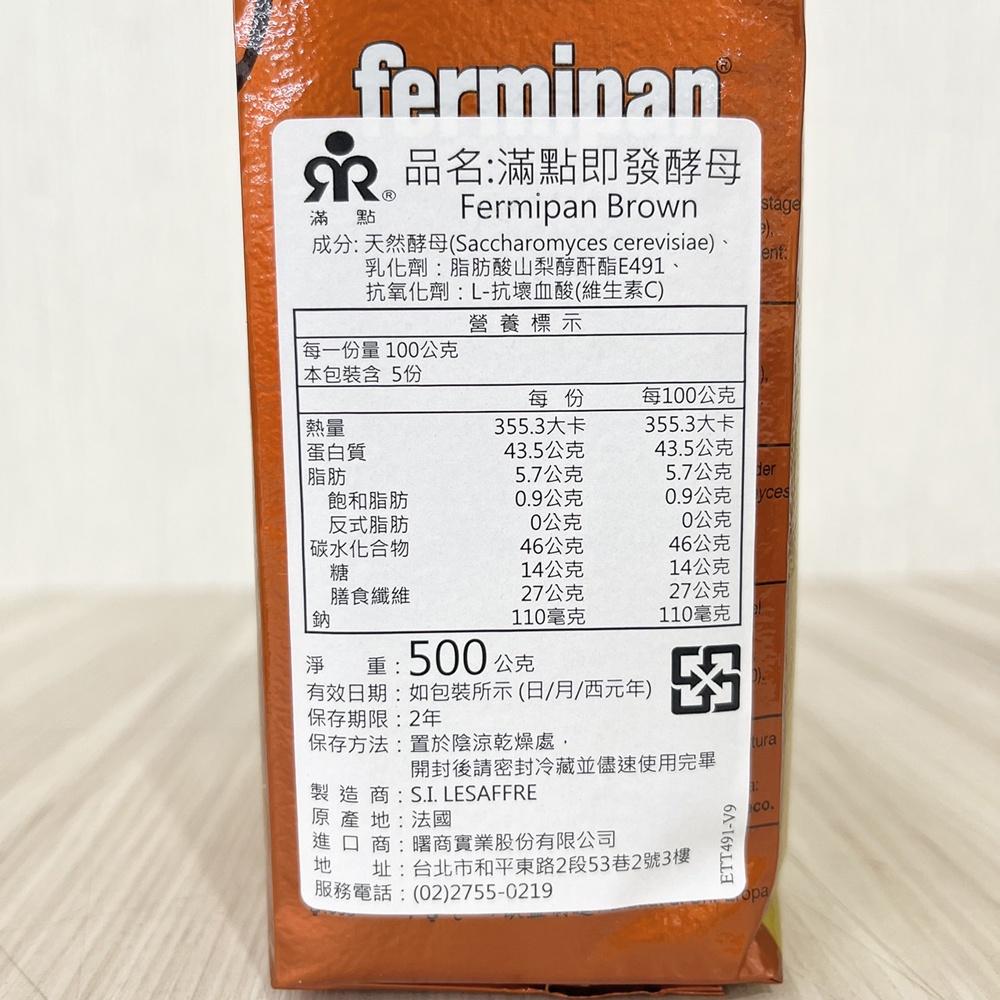 fermipan®
®
滿點
品名:滿點即發酵母
Fermipan Brown
成分:天然酵母(Saccharomyces cerevisiae)、
乳化劑：脂肪酸山梨醇酐酯E491、
抗氧化劑：L-抗壞血酸(維生素C)
營養標示
每一份量 100公克
本包裝含 5份
每份 每100公克
熱量 355.3大卡 355.3大卡
蛋白質 43.5公克 43.5公克
脂肪 5.7公克 5.7公克
飽和脂肪 0.9公克 0.9公克
反式脂肪 0公克 0公克
碳水化合物 46公克 46公克
糖 14公克 14公克
膳食纖維 27公克 27公克
鈉 110毫克 110毫克
淨重：500公克
有效日期：如包裝所示 (日/月/西元年)
保存期限：2年
保存方法：置於陰涼乾燥處，
開封後請密封冷藏並儘速使用完畢
製造商：S.I. LESAFFRE
原產地：法國
進口商：曙商實業股份有限公司
地址：台北市和平東路2段53巷2號3樓
服務電話：(02)2755-0219
ETT491-V9